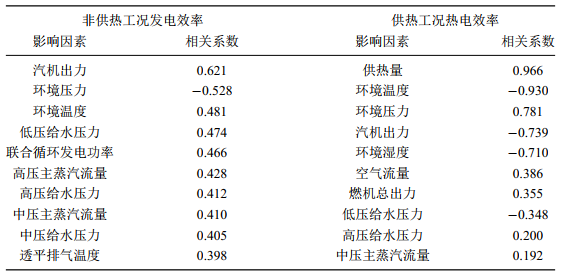 非供热工况发电效率 供热工况热电效率
影响因素 相关系数 影响因素 相关系数
汽机出力 0.621 供热量 0.966
环境压力 −0.528 环境温度 −0.930
环境温度 0.481 环境压力 0.781
低压给水压力 0.474 汽机出力 −0.739
联合循环发电功率 0.466 环境湿度 −0.710
高压主蒸汽流量 0.428 空气流量 0.386
高压给水压力 0.412 燃机总出力 0.355
中压主蒸汽流量 0.410 低压给水压力 −0.348
中压给水压力 0.405 高压给水压力 0.200
透平排气温度 0.398 中压主蒸汽流量 0.192